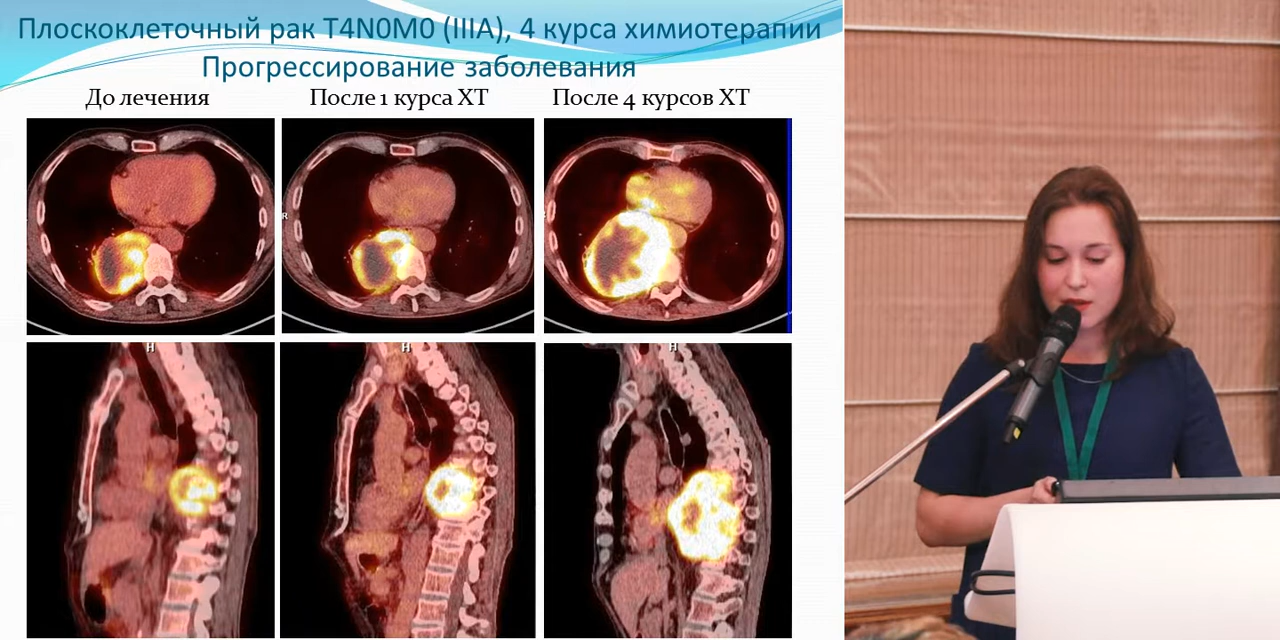 Плоскоклеточный рак T4N0M0 (IIIA), 4 курса химиотерапии
Прогрессирование заболевания
До лечения
После 1 курса ХТ
После 4 курсов ХТ
R
H
H
H